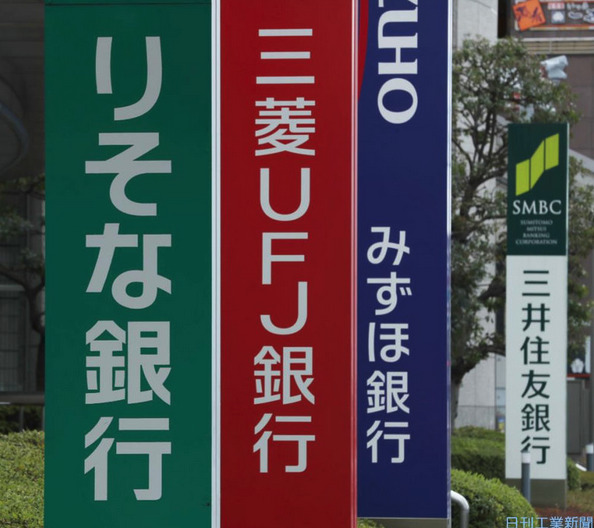 りそな銀行
三菱UFJ銀行
ZUHO
みずほ銀行
SMBC
SUMITOMO
MITSUI
BANKING
CORPORATION
三井住友銀行
日刊工業新聞